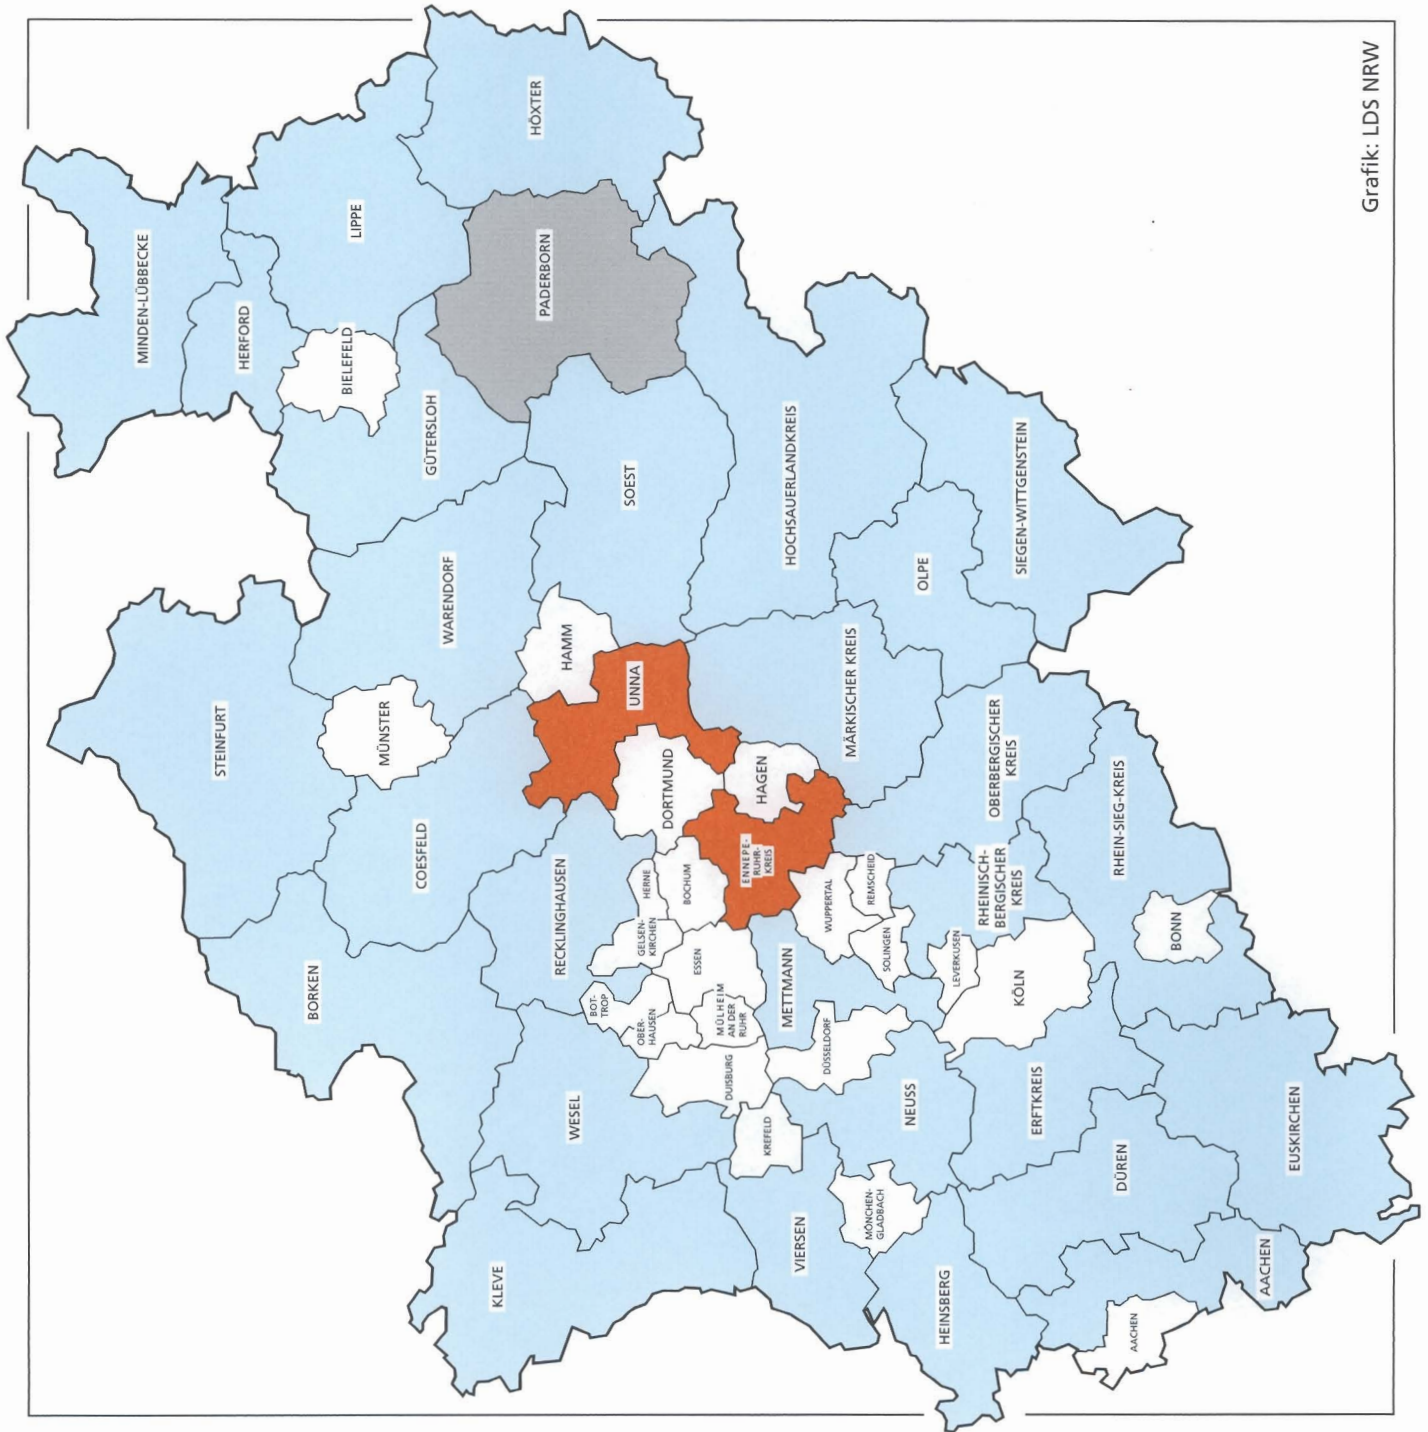 MINDEN-LÜBBECKE
STEINFURT
HERFORD
BORKEN
BIELEFELD
LIPPE
MÜNSTER
COESFELD
GÜTERSLOH
WARENDORF
KLEVE
HÖXTER
PADERBORN
RECKLINGHAUSEN
HAMM
WESEL
BOT-
TROP
SOEST
UNNA
HERNE
OBER-
HAUSEN
GELSEN-
KIRCHEN
DORTMUND
BOCHUM
ESSEN
DUISBURG
MÜLHEIM
AN DER
RUHR
ENNEPE-
RUHR-
KREIS
HAGEN
KREFELD
METTMANN
HOCHSAUERLANDKREIS
VIERSEN
DÜSSELDORF
WUPPERTAL
MÄRKISCHER KREIS
REMSCHEID
MÖNCHEN-
GLADBACH
SOLINGEN
NEUSS
OLPE
HEINSBERG
LEVERKUSEN
RHEINISCH-
BERGISCHER
KREIS
OBERBERGISCHER
KREIS
KÖLN
SIEGEN-WITTGENSTEIN
ERFTKREIS
RHEIN-SIEG-KREIS
DÜREN
AACHEN
BONN
AACHEN
EUSKIRCHEN
Grafik: LDS NRW